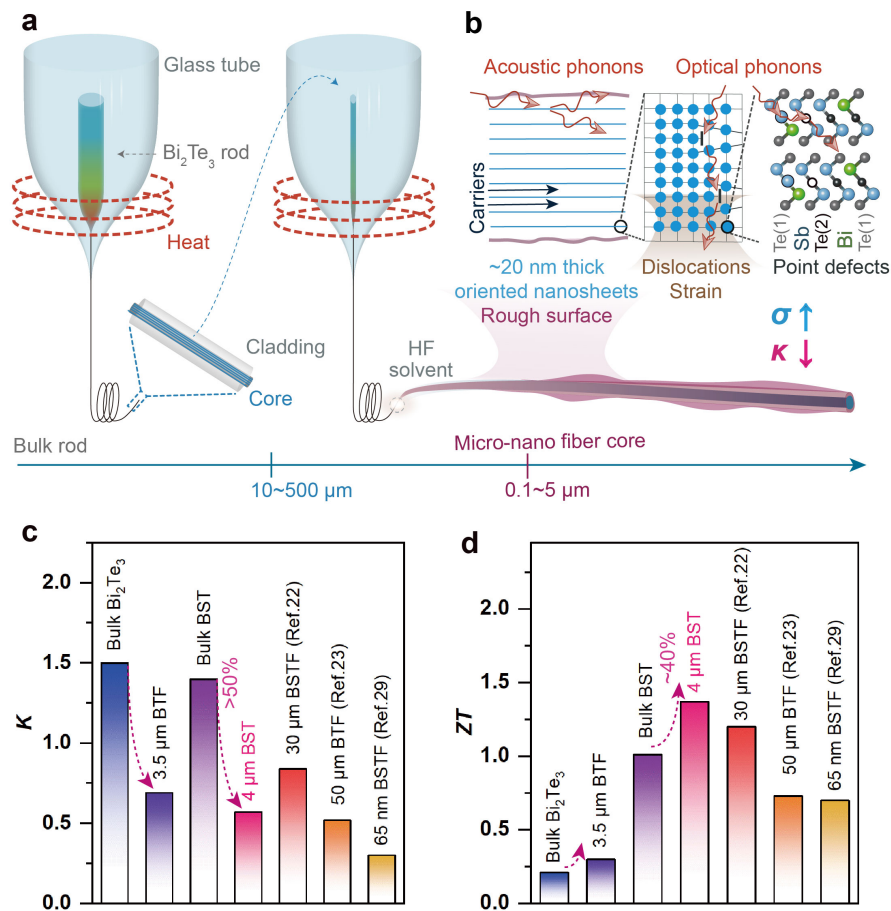 a
Glass tube
Bi₂Te₃ rod
Heat
Cladding
Core
HF
solvent
b
Acoustic phonons
Optical phonons
Carriers
Te(1)
Sb
Te(2)
Bi
Te(1)
~20 nm thick
oriented nanosheets
Rough surface
Dislocations
Strain
Point defects
σ ↑
κ ↓
Bulk rod
Micro-nano fiber core
10~500 μm
0.1~5 μm
c
2.0
1.5
1.0
0.5
0.0
K
Bulk Bi₂Te₃
3.5 μm BTF
Bulk BST
>50%
4 μm BST
30 μm BSTF (Ref.22)
50 μm BTF (Ref.23)
65 nm BSTF (Ref.29)
d
2.0
1.5
1.0
0.5
0.0
ZT
Bulk Bi₂Te₃
3.5 μm BTF
Bulk BST
~40%
4 μm BST
30 μm BSTF (Ref.22)
50 μm BTF (Ref.23)
65 nm BSTF (Ref.29)